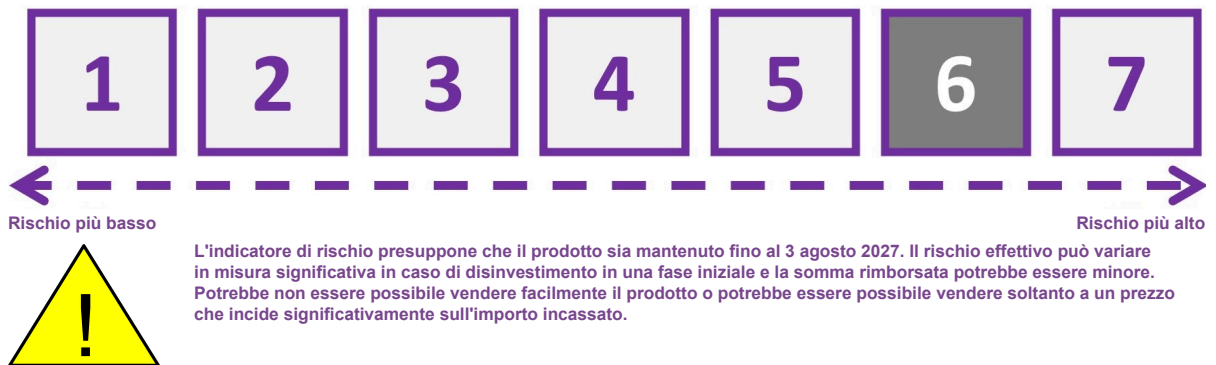 1 2 3 4 5 6 7
Rischio più basso Rischio più alto
!
L'indicatore di rischio presuppone che il prodotto sia mantenuto fino al 3 agosto 2027. Il rischio effettivo può variare
in misura significativa in caso di disinvestimento in una fase iniziale e la somma rimborsata potrebbe essere minore.
Potrebbe non essere possibile vendere facilmente il prodotto o potrebbe essere possibile vendere soltanto a un prezzo
che incide significativamente sull'importo incassato.